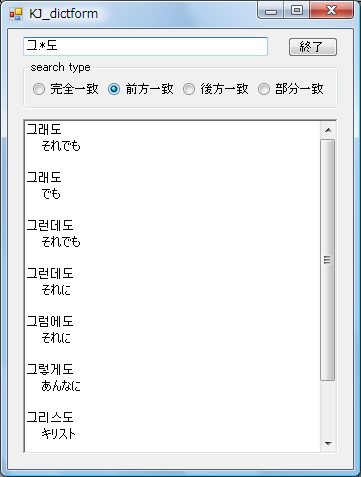 KJ_dictform
그*도
終了
search type
完全一致 前方一致 後方一致 部分一致
그래도
それでも
그래도
でも
그런데도
それでも
그런데도
それに
그럼에도
それに
그렇게도
あんなに
그리스도
キリスト